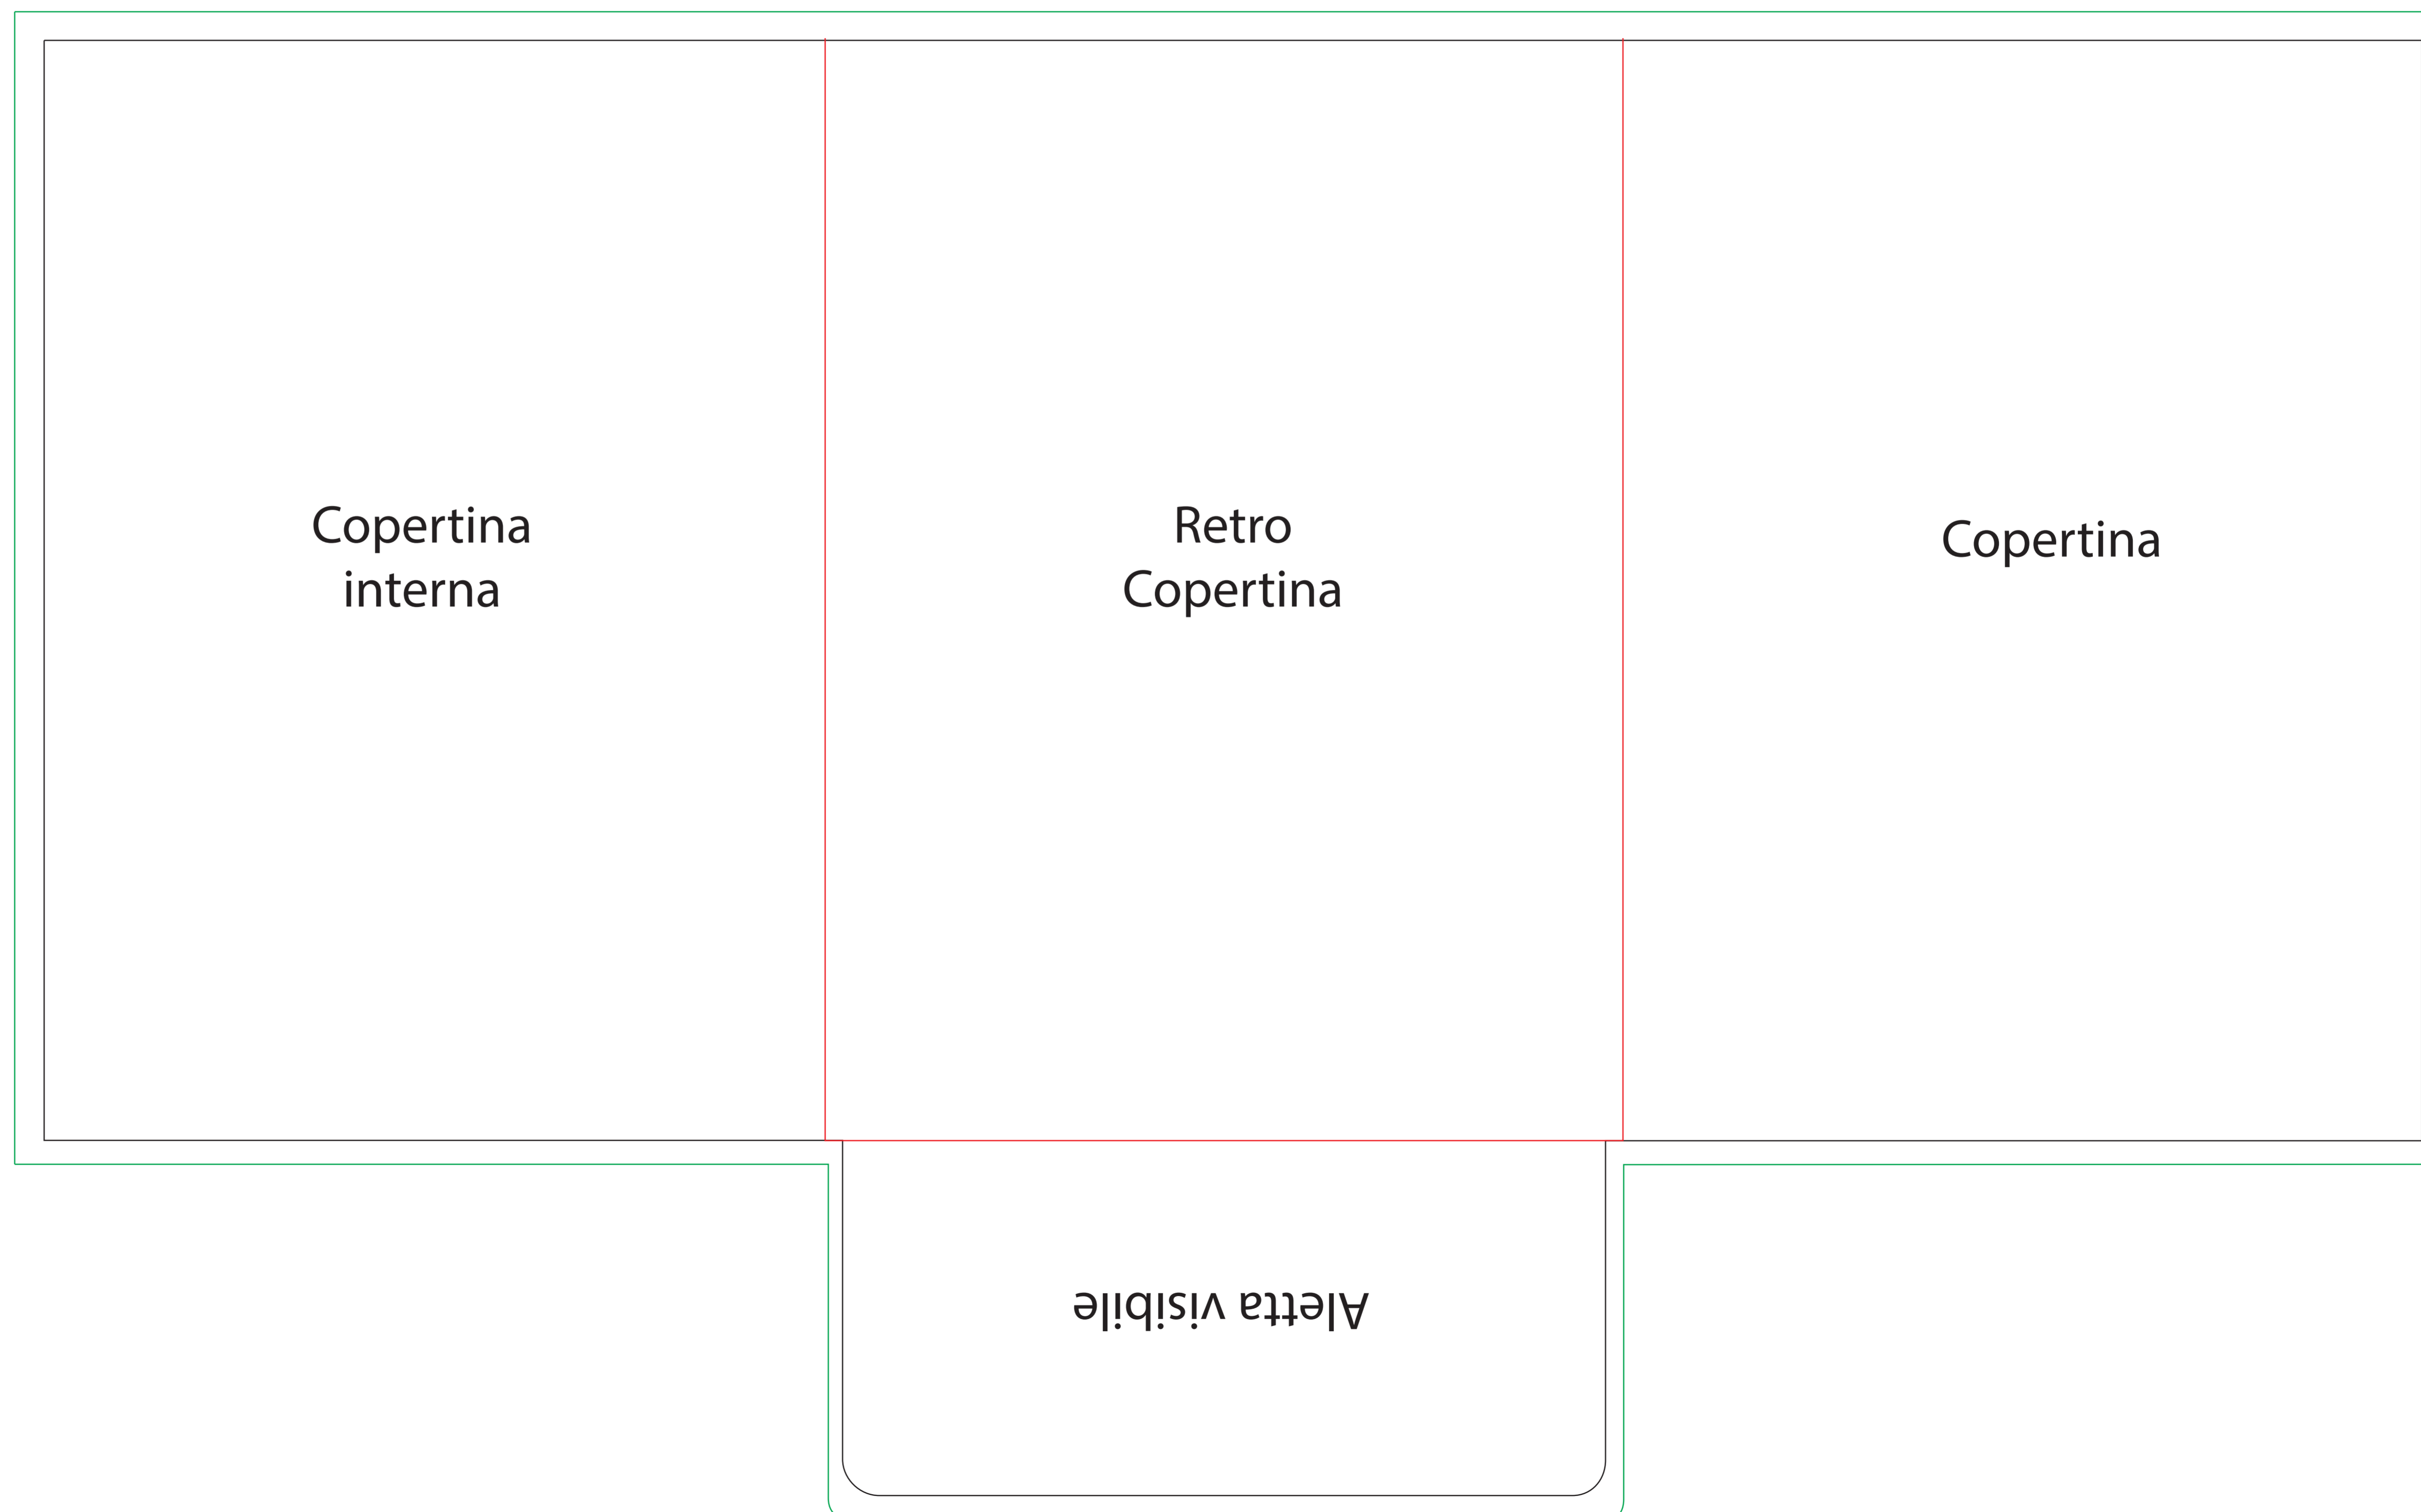 Copertina
interna
Retro
Copertina
Copertina
Aletta visibile